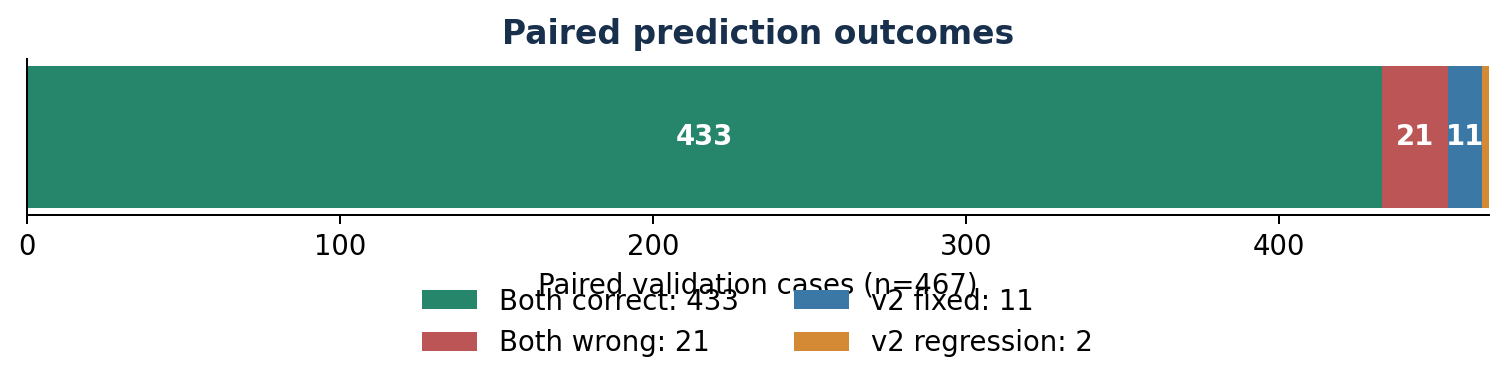 Paired prediction outcomes
433 21 11
0 100 200 300 400
Paired validation cases (n=467)
Both correct: 433 v2 fixed: 11
Both wrong: 21 v2 regression: 2